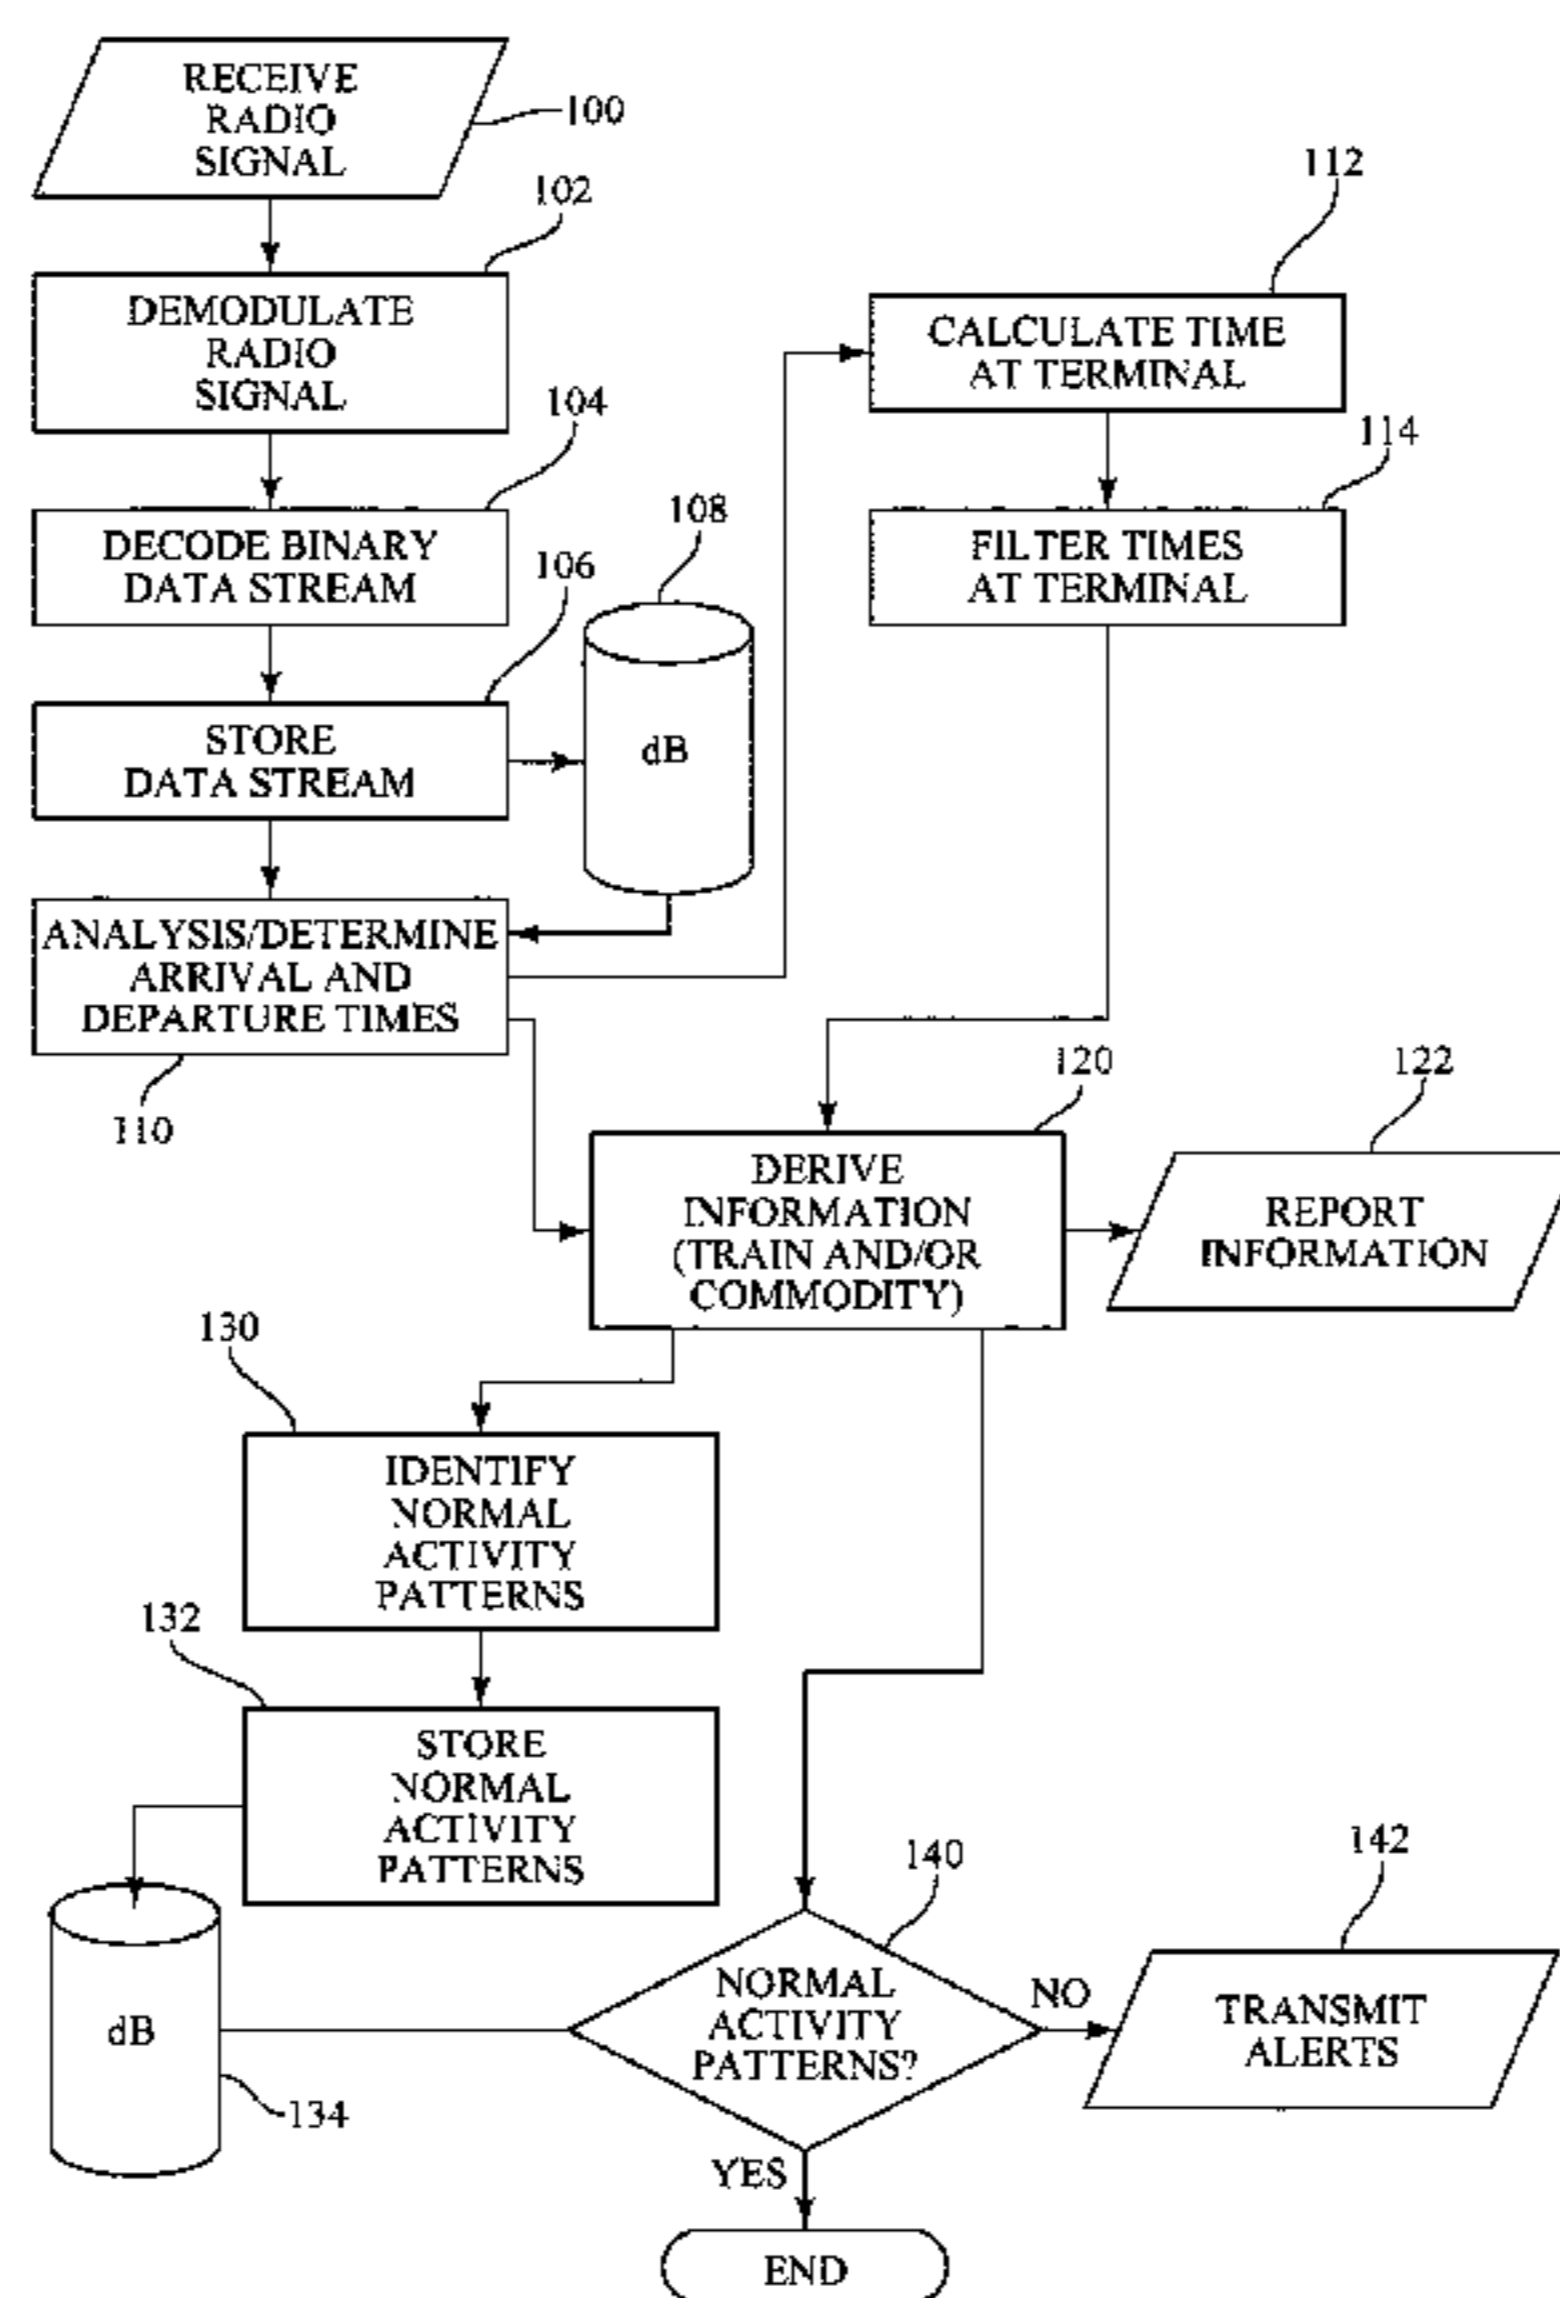 RECEIVE
RADIO
SIGNAL
100
102
DEMODULATE
RADIO
SIGNAL
104
DECODE BINARY
DATA STREAM
106
108
STORE
DATA STREAM
dB
ANALYSIS/DETERMINE
ARRIVAL AND
DEPARTURE TIMES
110
112
CALCULATE TIME
AT TERMINAL
114
FILTER TIMES
AT TERMINAL
120
DERIVE
INFORMATION
(TRAIN AND/OR
COMMODITY)
122
REPORT
INFORMATION
130
IDENTIFY
NORMAL
ACTIVITY
PATTERNS
132
STORE
NORMAL
ACTIVITY
PATTERNS
dB
134
140
NORMAL
ACTIVITY
PATTERNS?
NO
142
TRANSMIT
ALERTS
YES
END